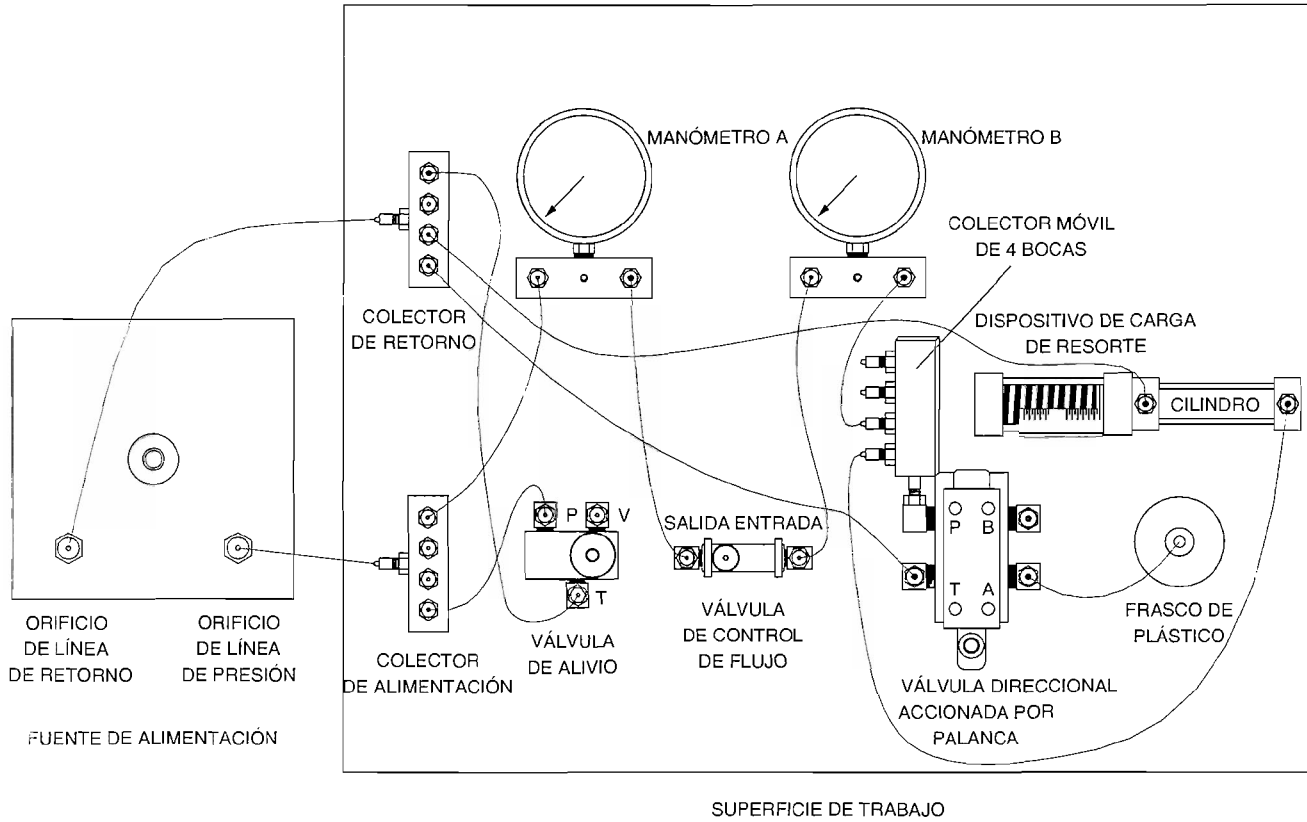 MANÓMETRO A
MANÓMETRO B
COLECTOR MÓVIL
DE 4 BOCAS
COLECTOR
DE RETORNO
DISPOSITIVO DE CARGA
DE RESORTE
CILINDRO
P
V
T
SALIDA ENTRADA
P
B
T
A
ORIFICIO
DE LÍNEA
DE RETORNO
ORIFICIO
DE LÍNEA
DE PRESIÓN
COLECTOR
DE ALIMENTACIÓN
VÁLVULA
DE ALIVIO
VÁLVULA
DE CONTROL
DE FLUJO
FRASCO DE
PLÁSTICO
VÁLVULA DIRECCIONAL
ACCIONADA POR
PALANCA
FUENTE DE ALIMENTACIÓN
SUPERFICIE DE TRABAJO